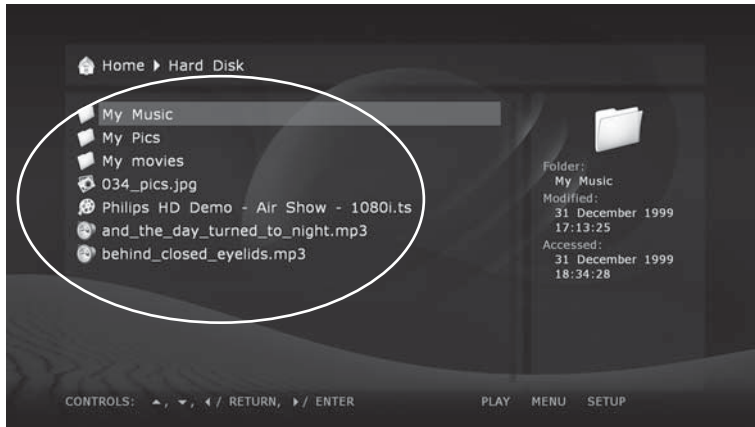 Home ▶ Hard Disk
My Music
My Pics
My movies
034_pics.jpg
Philips HD Demo - Air Show - 1080i.ts
and_the_day_turned_to_night.mp3
behind_closed_eyelids.mp3
Folder:
My Music
Modified:
31 December 1999
17:13:25
Accessed:
31 December 1999
18:34:28
CONTROLS: ▲, ▼, ◀/ RETURN, ▶/ ENTER PLAY MENU SETUP